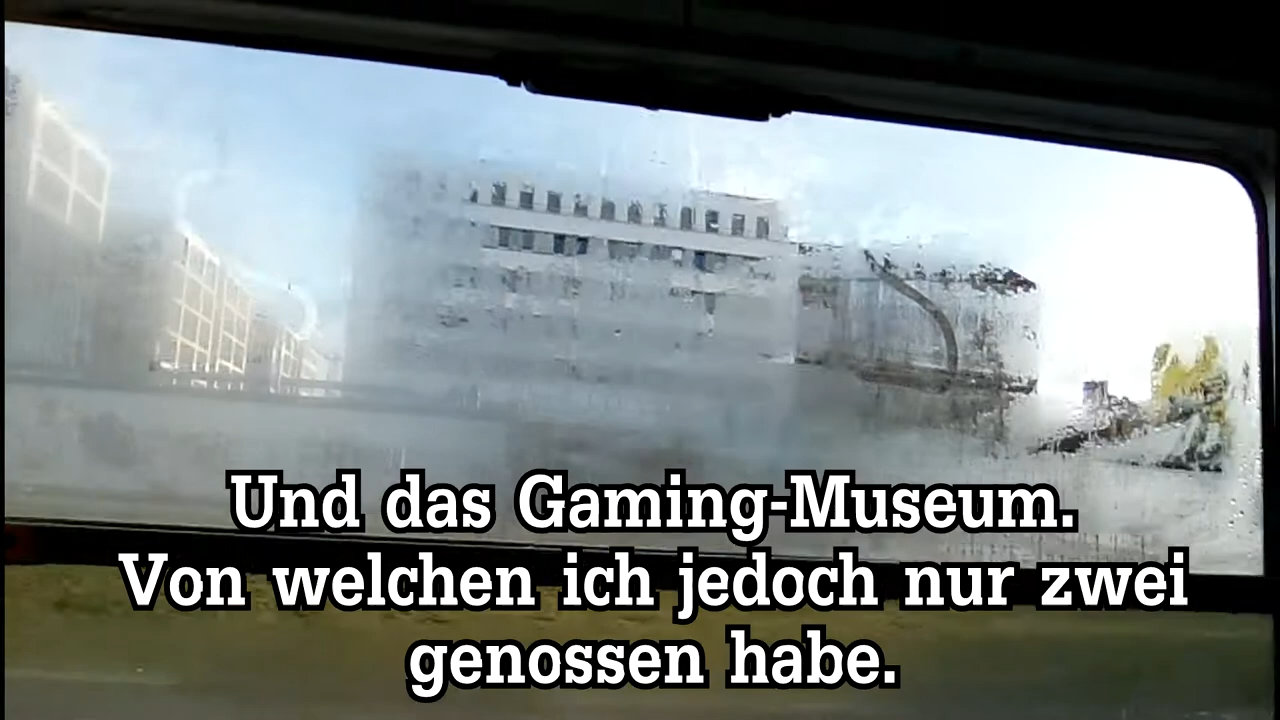 Und das Gaming-Museum.
Von welchen ich jedoch nur zwei
genossen habe.